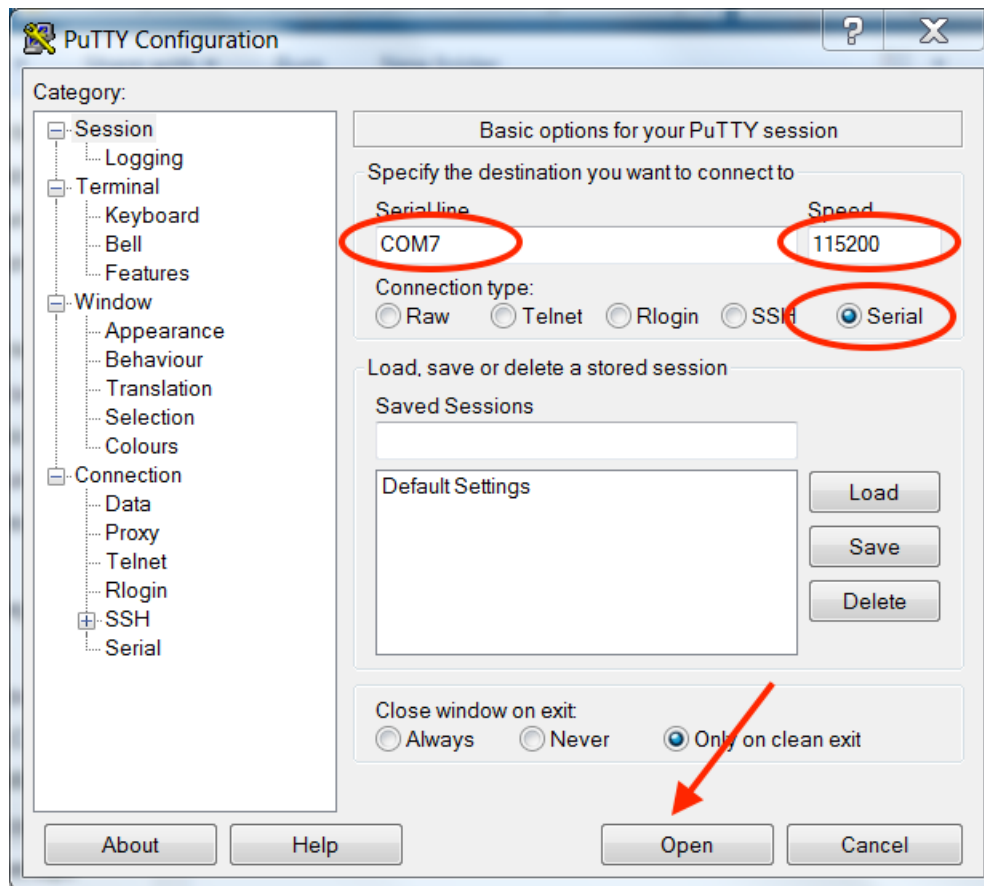 PuTTY Configuration
Category:
Session
Logging
Terminal
Keyboard
Bell
Features
Window
Appearance
Behaviour
Translation
Selection
Colours
Connection
Data
Proxy
Telnet
Rlogin
SSH
Serial
Basic options for your PuTTY session
Specify the destination you want to connect to
Serial line Speed
COM7 115200
Connection type:
Raw Telnet Rlogin SSH Serial
Load, save or delete a stored session
Saved Sessions
Default Settings
Load
Save
Delete
Close window on exit:
Always Never Only on clean exit
About Help Open Cancel